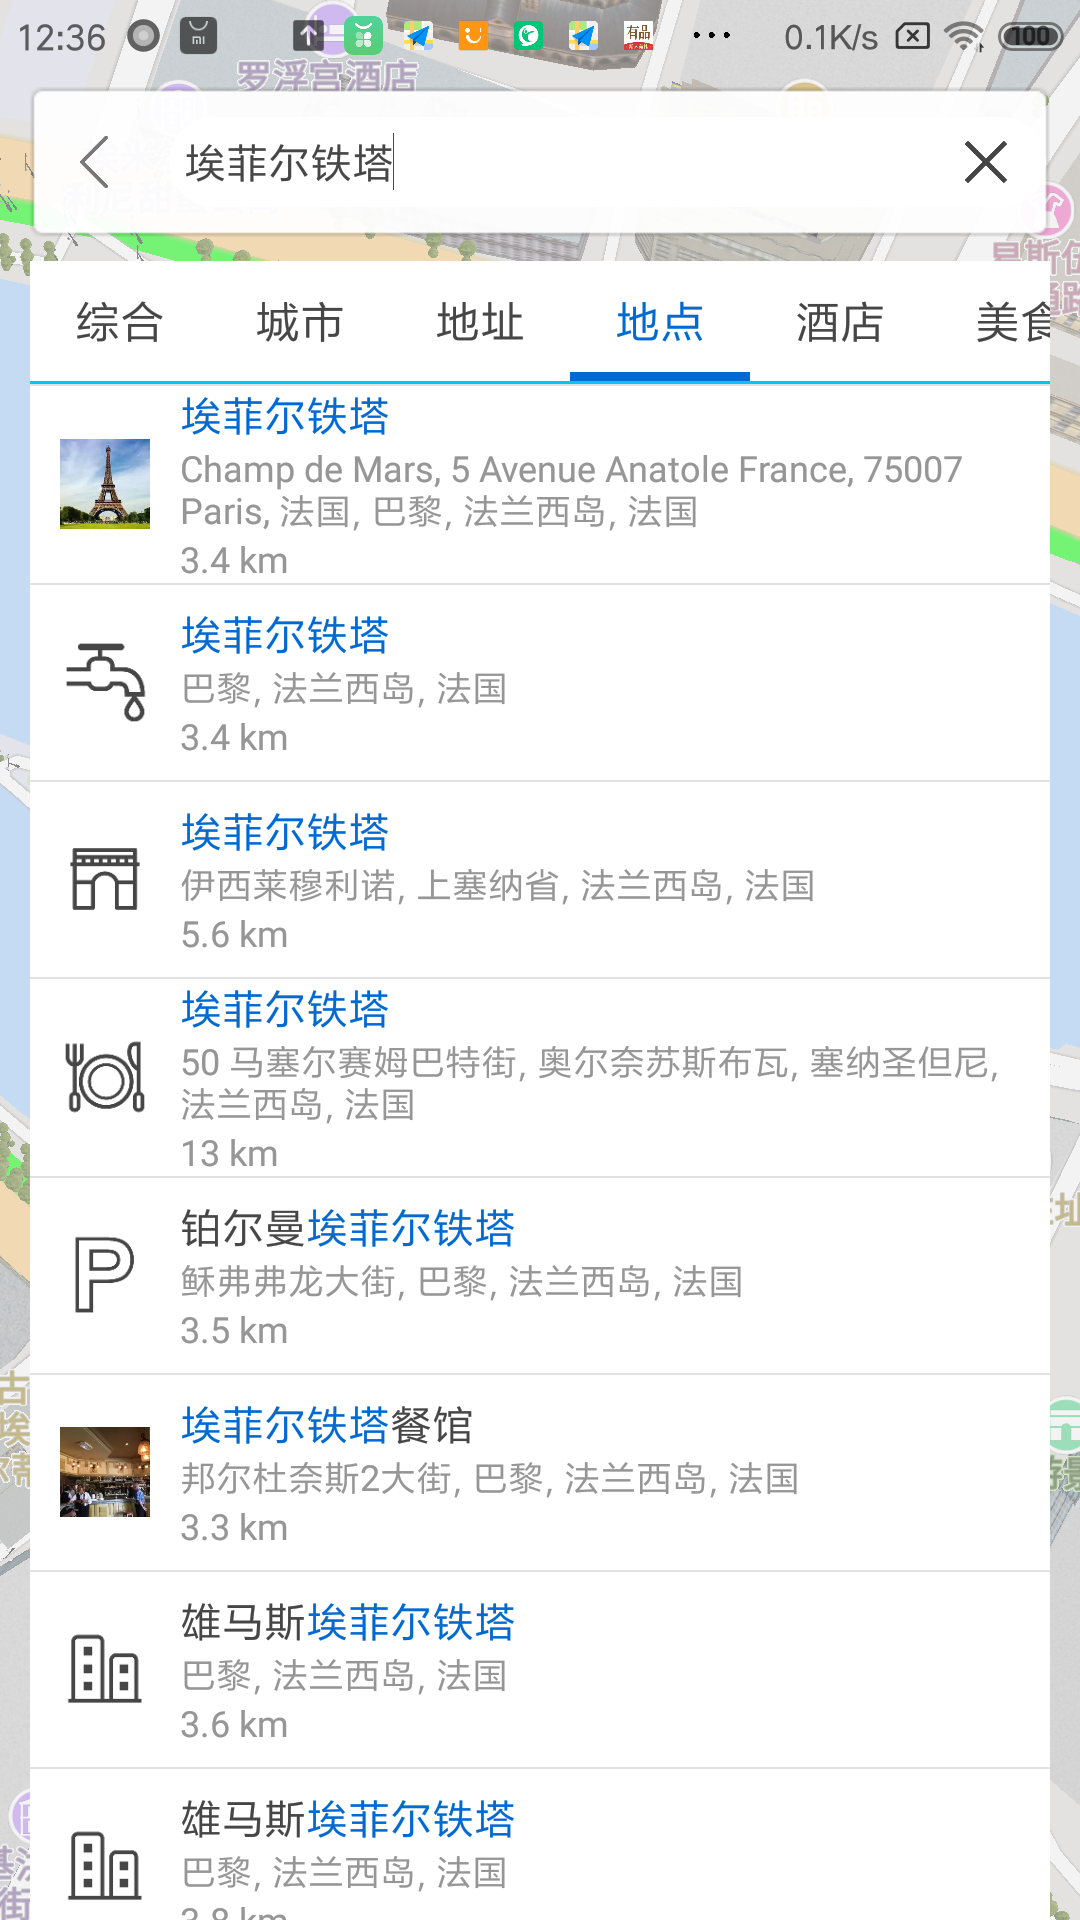 12:36
0.1K/s
100
罗浮宫酒店
埃菲尔铁塔
综合 城市 地址 地点 酒店 美食
埃菲尔铁塔
Champ de Mars, 5 Avenue Anatole France, 75007
Paris, 法国, 巴黎, 法兰西岛, 法国
3.4 km
埃菲尔铁塔
巴黎, 法兰西岛, 法国
3.4 km
埃菲尔铁塔
伊西莱穆利诺, 上塞纳省, 法兰西岛, 法国
5.6 km
埃菲尔铁塔
50 马塞尔赛姆巴特街, 奥尔奈苏斯布瓦, 塞纳圣但尼,
法兰西岛, 法国
13 km
铂尔曼埃菲尔铁塔
稣弗弗龙大街, 巴黎, 法兰西岛, 法国
3.5 km
埃菲尔铁塔餐馆
邦尔杜奈斯2大街, 巴黎, 法兰西岛, 法国
3.3 km
雄马斯埃菲尔铁塔
巴黎, 法兰西岛, 法国
3.6 km
雄马斯埃菲尔铁塔
巴黎, 法兰西岛, 法国
3.8 km